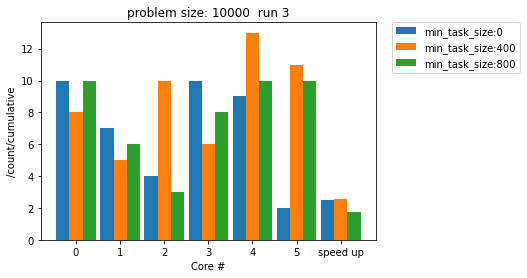 problem size: 10000  run 3
min_task_size:0
min_task_size:400
min_task_size:800
/count/cumulative
12
10
8
6
4
2
0
0 1 2 3 4 5 speed up
Core #